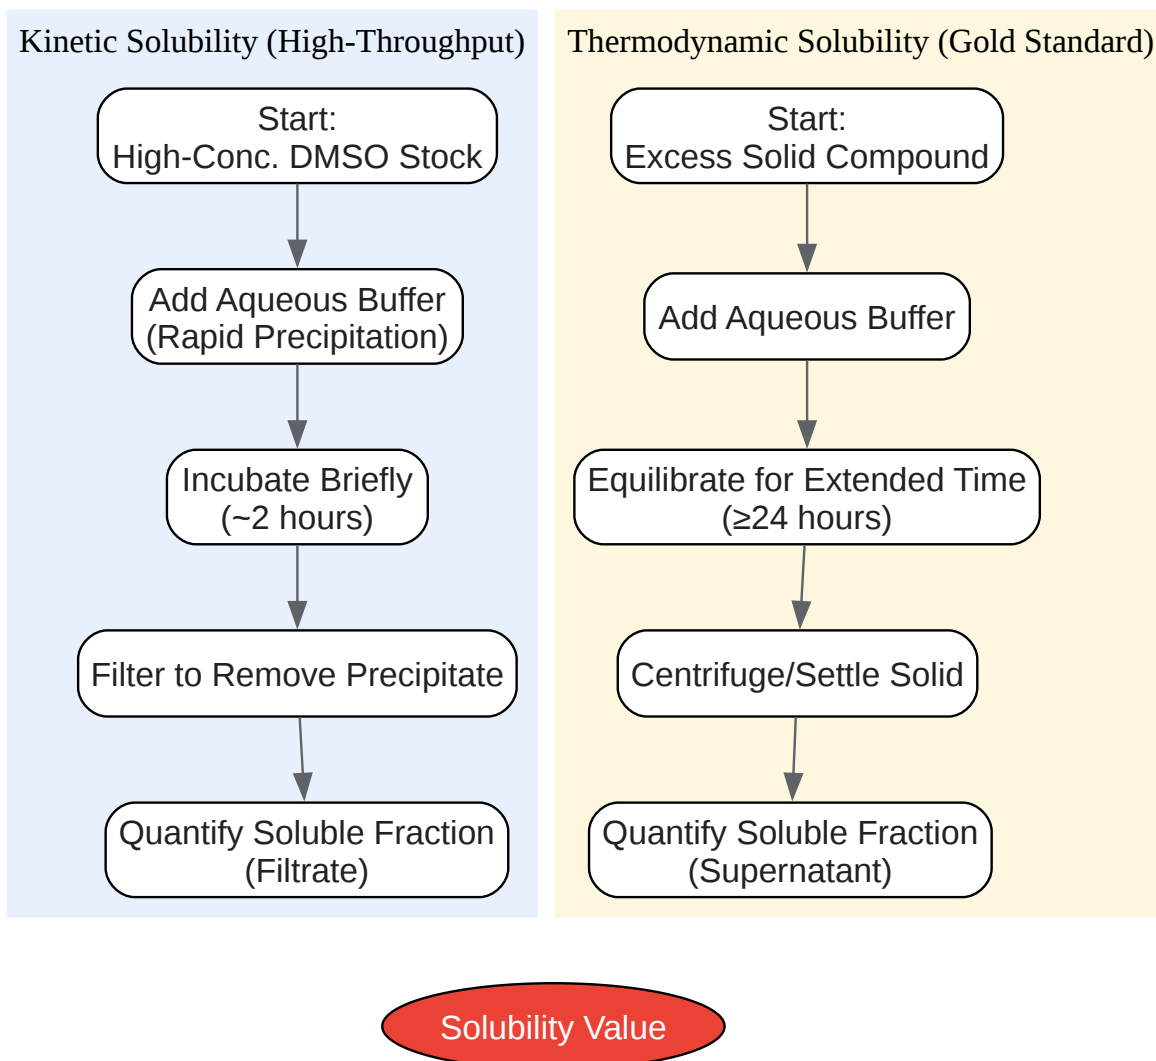 Kinetic Solubility (High-Throughput)
Start:
High-Conc. DMSO Stock
Add Aqueous Buffer
(Rapid Precipitation)
Incubate Briefly
(~2 hours)
Filter to Remove Precipitate
Quantify Soluble Fraction
(Filtrate)
Thermodynamic Solubility (Gold Standard)
Start:
Excess Solid Compound
Add Aqueous Buffer
Equilibrate for Extended Time
(≥24 hours)
Centrifuge/Settle Solid
Quantify Soluble Fraction
(Supernatant)
Solubility Value